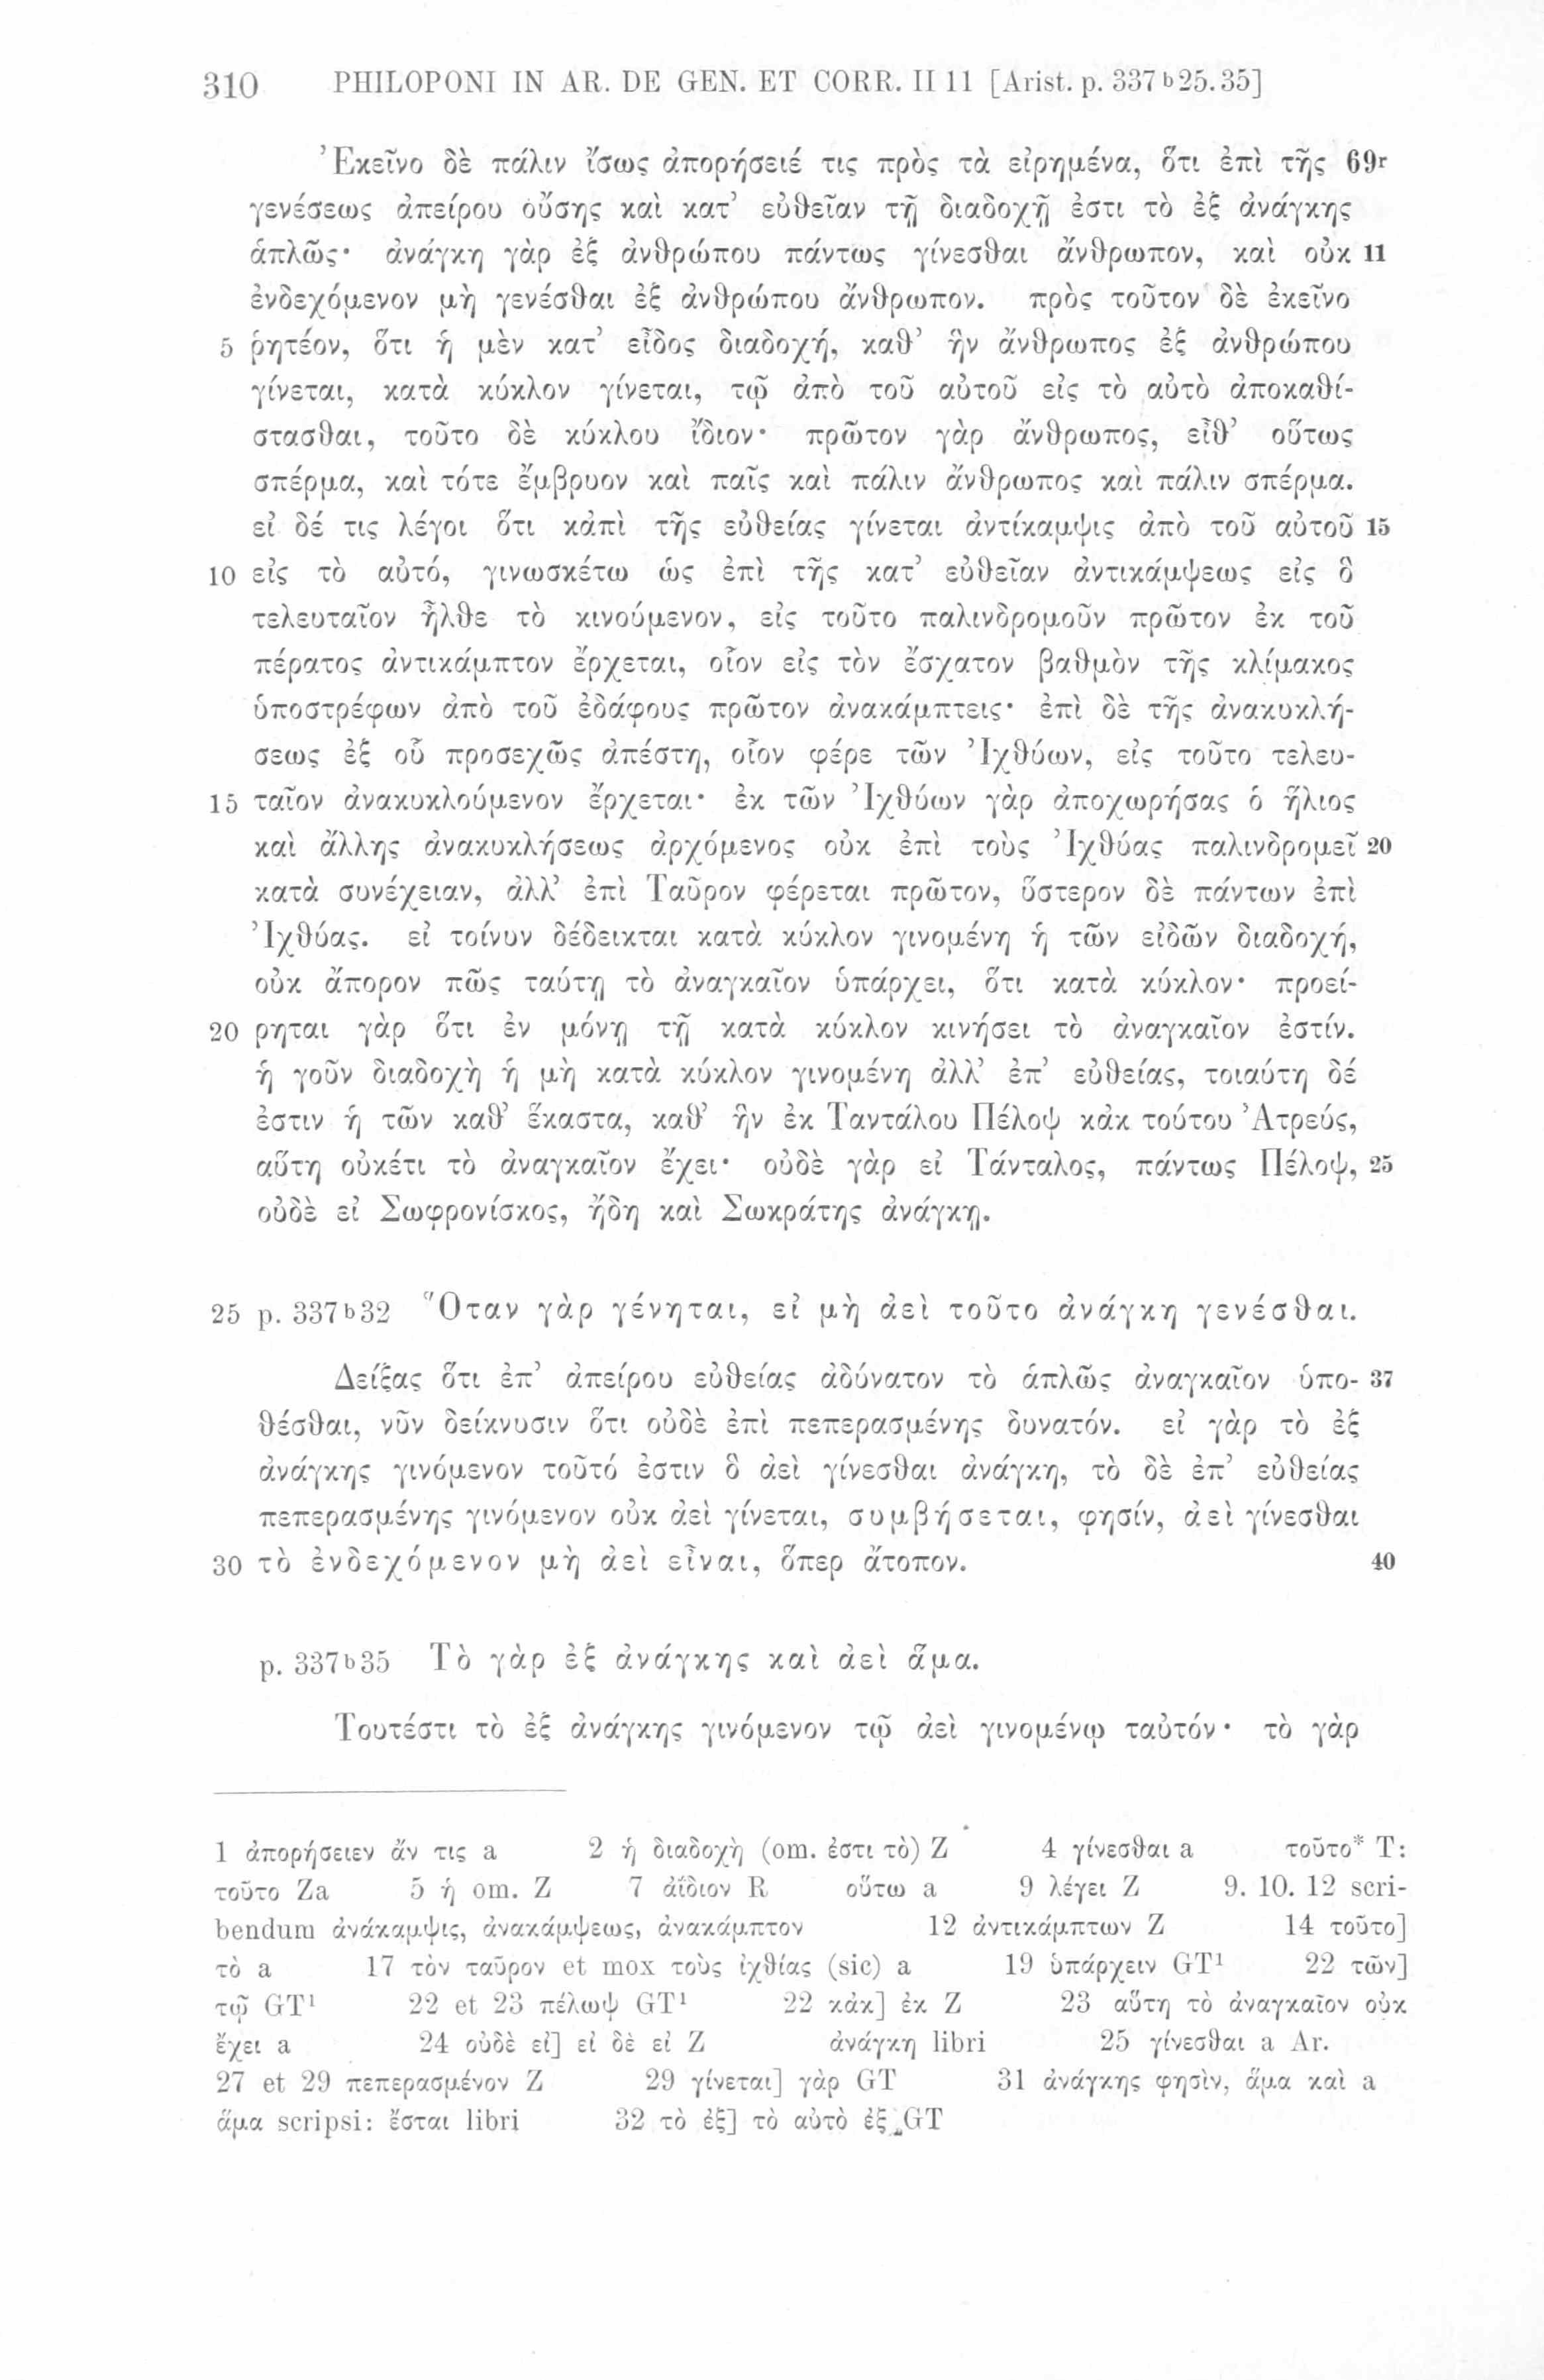 310 PHILOPONI IN AR. DE GEN. ET CORR. II 11 [Arist. p. 337ᵇ25.35]
Ἐκεῖνο δὲ πάλιν ἴσως ἀπορήσειέ τις πρὸς τὰ εἰρημένα, ὅτι ἐπὶ τῆς 69ʳ
γενέσεως ἀπείρου οὔσης καὶ κατ’ εὐθεῖαν τῇ διαδοχῇ ἐστι τὸ ἐξ ἀνάγκης
ἁπλῶς· ἀνάγκη γὰρ ἐξ ἀνθρώπου πάντως γίνεσθαι ἄνθρωπον, καὶ οὐκ 11
ἐνδεχόμενον μὴ γενέσθαι ἐξ ἀνθρώπου ἄνθρωπον. πρὸς τοῦτον δὲ ἐκεῖνο
5 ῥητέον, ὅτι ἡ μὲν κατ’ εἶδος διαδοχή, καθ’ ἣν ἄνθρωπος ἐξ ἀνθρώπου
γίνεται, κατὰ κύκλον γίνεται, τῷ ἀπὸ τοῦ αὐτοῦ εἰς τὸ αὐτὸ ἀποκαθί-
στασθαι, τοῦτο δὲ κύκλου ἴδιον· πρῶτον γὰρ ἄνθρωπος, εἶθ’ οὕτως
σπέρμα, καὶ τότε ἔμβρυον καὶ παῖς καὶ πάλιν ἄνθρωπος καὶ πάλιν σπέρμα.
εἰ δέ τις λέγοι ὅτι κἀπὶ τῆς εὐθείας γίνεται ἀντίκαμψις ἀπὸ τοῦ αὐτοῦ 15
10 εἰς τὸ αὐτό, γινωσκέτω ὡς ἐπὶ τῆς κατ’ εὐθεῖαν ἀντικάμψεως εἰς ὃ
τελευταῖον ἦλθε τὸ κινούμενον, εἰς τοῦτο παλινδρομοῦν πρῶτον ἐκ τοῦ
πέρατος ἀντικάμπτον ἔρχεται, οἷον εἰς τὸν ἔσχατον βαθμὸν τῆς κλίμακος
ὑποστρέφων ἀπὸ τοῦ ἐδάφους πρῶτον ἀνακάμπτεις· ἐπὶ δὲ τῆς ἀνακυκλή-
σεως ἐξ οὗ προσεχῶς ἀπέστη, οἷον φέρε τῶν Ἰχθύων, εἰς τοῦτο τελευ-
15 ταῖον ἀνακυκλούμενον ἔρχεται· ἐκ τῶν Ἰχθύων γὰρ ἀποχωρήσας ὁ ἥλιος
καὶ ἄλλης ἀνακυκλήσεως ἀρχόμενος οὐκ ἐπὶ τοὺς Ἰχθύας παλινδρομεῖ 20
κατὰ συνέχειαν, ἀλλ’ ἐπὶ Ταῦρον φέρεται πρῶτον, ὕστερον δὲ πάντων ἐπὶ
Ἰχθύας. εἰ τοίνυν δέδεικται κατὰ κύκλον γινομένη ἡ τῶν εἰδῶν διαδοχή,
οὐκ ἄπορον πῶς ταύτῃ τὸ ἀναγκαῖον ὑπάρχει, ὅτι κατὰ κύκλον· προεί-
20 ρηται γὰρ ὅτι ἐν μόνῃ τῇ κατὰ κύκλον κινήσει τὸ ἀναγκαῖον ἐστίν.
ἡ γοῦν διαδοχὴ ἡ μὴ κατὰ κύκλον γινομένη ἀλλ’ ἐπ’ εὐθείας, τοιαύτη δέ
ἐστιν ἡ τῶν καθ’ ἕκαστα, καθ’ ἣν ἐκ Ταντάλου Πέλοψ κἀκ τούτου Ἀτρεύς,
αὕτη οὐκέτι τὸ ἀναγκαῖον ἔχει· οὐδὲ γὰρ εἰ Τάνταλος, πάντως Πέλοψ, 25
οὐδὲ εἰ Σωφρονίσκος, ἤδη καὶ Σωκράτης ἀνάγκῃ.
25 p. 337ᵇ32 Ὅταν γὰρ γένηται, εἰ μὴ ἀεὶ τοῦτο ἀνάγκη γενέσθαι.
Δείξας ὅτι ἐπ’ ἀπείρου εὐθείας ἀδύνατον τὸ ἁπλῶς ἀναγκαῖον ὑπο- 37
θέσθαι, νῦν δείκνυσιν ὅτι οὐδὲ ἐπὶ πεπερασμένης δυνατόν. εἰ γὰρ τὸ ἐξ
ἀνάγκης γινόμενον τοῦτό ἐστιν ὃ ἀεὶ γίνεσθαι ἀνάγκη, τὸ δὲ ἐπ’ εὐθείας
πεπερασμένης γινόμενον οὐκ ἀεὶ γίνεται, συμβήσεται, φησίν, ἀεὶ γίνεσθαι
30 τὸ ἐνδεχόμενον μὴ ἀεὶ εἶναι, ὅπερ ἄτοπον. 40
p. 337ᵇ35 Τὸ γὰρ ἐξ ἀνάγκης καὶ ἀεὶ ἅμα.
Τουτέστι τὸ ἐξ ἀνάγκης γινόμενον τῷ ἀεὶ γινομένῳ ταὐτόν· τὸ γὰρ
1 ἀπορήσειεν ἄν τις a 2 ἡ διαδοχὴ (om. ἐστι τὸ) Z 4 γίνεσθαι a τοῦτο* T:
τοῦτο Za 5 ἡ om. Z 7 ἀΐδιον R οὕτω a 9 λέγει Z 9. 10. 12 scri-
bendum ἀνάκαμψις, ἀνακάμψεως, ἀνακάμπτον 12 ἀντικάμπτων Z 14 τοῦτο]
τὸ a 17 τὸν ταῦρον et mox τοὺς ἰχθίας (sic) a 19 ὑπάρχειν GT¹ 22 τῶν]
τῷ GT¹ 22 et 23 πέλωψ GT¹ 22 κἀκ] ἐκ Z 23 αὕτη τὸ ἀναγκαῖον οὐκ
ἔχει a 24 οὐδὲ εἰ] εἰ δὲ εἰ Z ἀνάγκη libri 25 γίνεσθαι a Ar.
27 et 29 πεπερασμένον Z 29 γίνεται] γὰρ GT 31 ἀνάγκης φησὶν, ἅμα καὶ a
ἅμα scripsi: ἔσται libri 32 τὸ ἐξ] τὸ αὐτὸ ἐξ GT